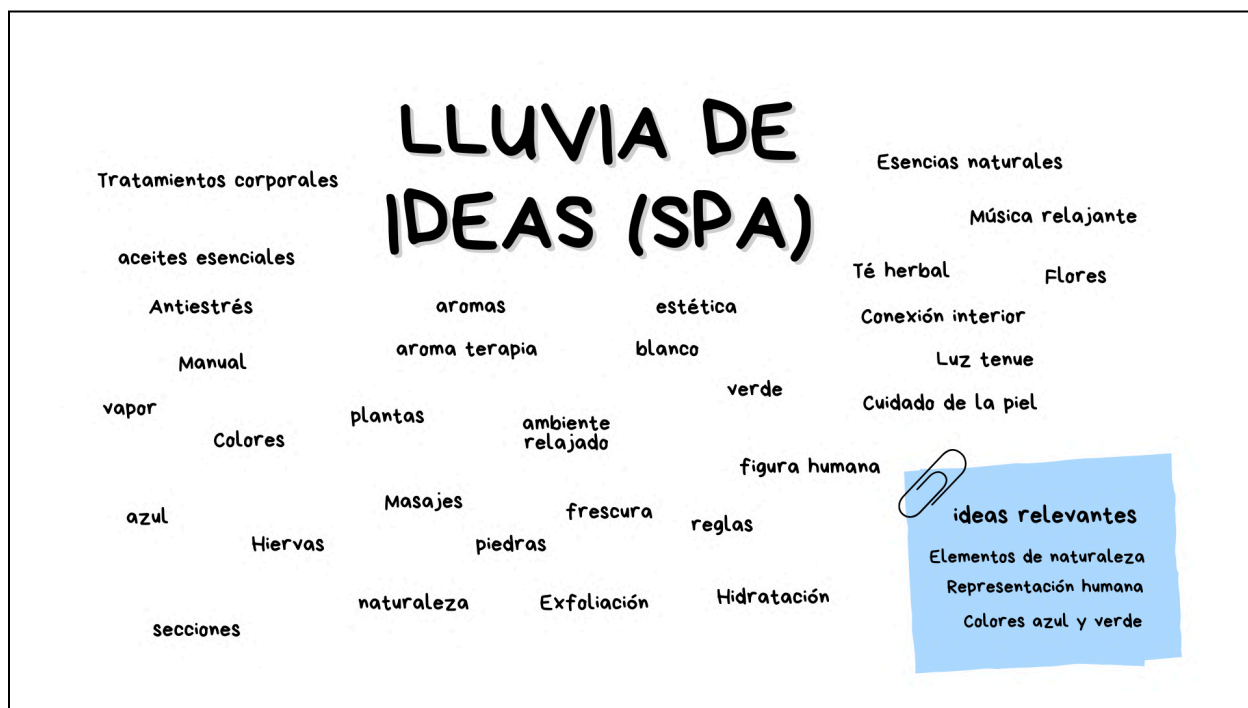 LLUVIA DE
IDEAS (SPA)
Tratamientos corporales
Esencias naturales
Música relajante
aceites esenciales
Té herbal
Flores
Antiestrés
aromas
estética
Conexión interior
Manual
aroma terapia
blanco
Luz tenue
verde
Cuidado de la piel
vapor
plantas
ambiente
relajado
Colores
figura humana
azul
Masajes
frescura
reglas
Hiervas
piedras
naturaleza
Exfoliación
Hidratación
secciones
ideas relevantes
Elementos de naturaleza
Representación humana
Colores azul y verde